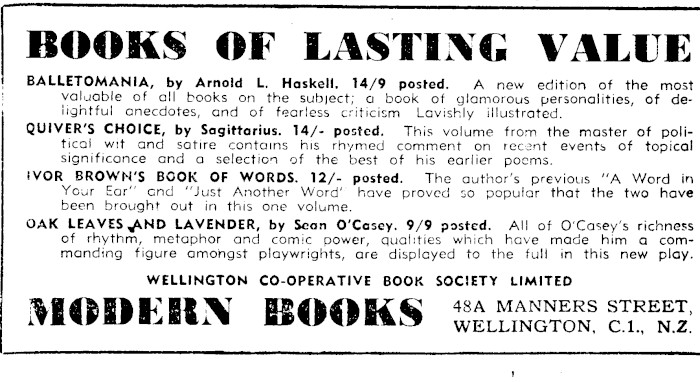 BOOKS OF LASTING VALUE
BALLETOMANIA, by Arnold L. Haskell. 14/9 posted. A new edition of the most
valuable of all books on the subject; a book of glamorous personalities, of de-
lightful anecdotes, and of fearless criticism Lavishly illustrated.
QUIVER'S CHOICE, by Sagittarius. 14/- posted. This volume from the master of poli-
tical wit and satire contains his rhymed comment on recent events of topical
significance and a selection of the best of his earlier poems.
IVOR BROWN'S BOOK OF WORDS. 12/- posted. The author's previous "A Word in
Your Ear" and "Just Another Word' have proved so popular that the two have
been brought out in this one volume.
OAK LEAVES AND LAVENDER, by Sean O'Casey. 9/9 posted. All of O'Casey's richness
of rhythm, metaphor and comic power, qualities which have made him a com-
manding figure amongst playwrights, are displayed to the full in this new play.
WELLINGTON CO-OPERATIVE BOOK SOCIETY LIMITED
MODERN BOOKS
48A MANNERS STREET,
WELLINGTON, C.1., N.Z.